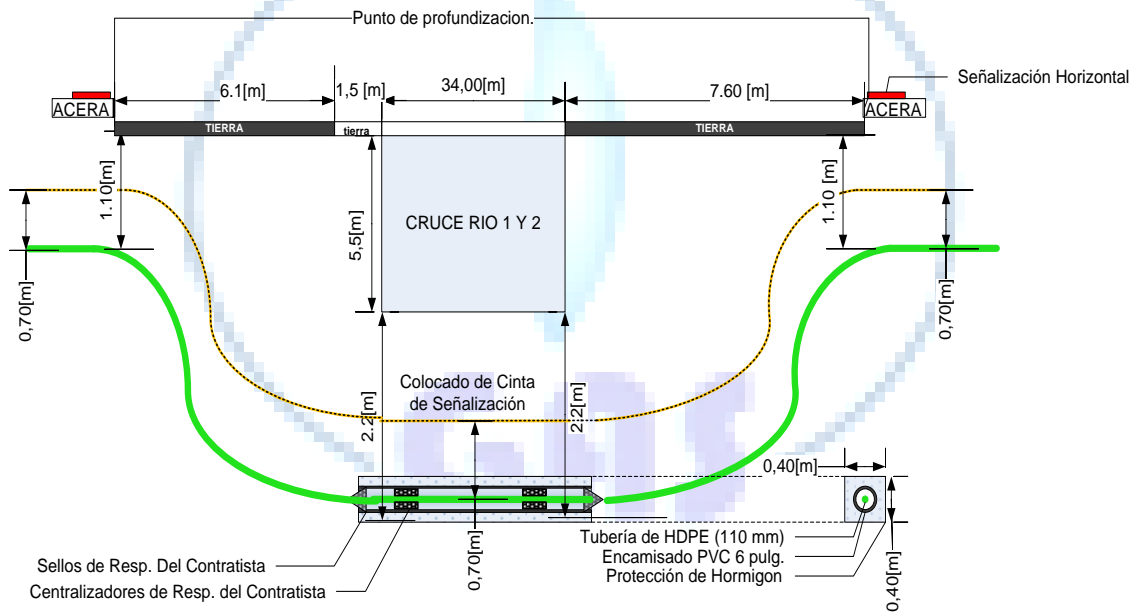 Punto de profundizacion.
Señalización Horizontal
ACERA
6.1[m]
1,5 [m]
34,00[m]
7.60 [m]
ACERA
TIERRA
tierra
TIERRA
1.10[m]
1.10 [m]
5,5[m]
CRUCE RIO 1 Y 2
0,70[m]
0,70[m]
Colocado de Cinta
de Señalización
2.2[m]
2.2[m]
GAS
0,40[m]
0,70[m]
0,40[m]
Tubería de HDPE (110 mm)
Encamisado PVC 6 pulg.
Protección de Hormigon
Sellos de Resp. Del Contratista
Centralizadores de Resp. del Contratista